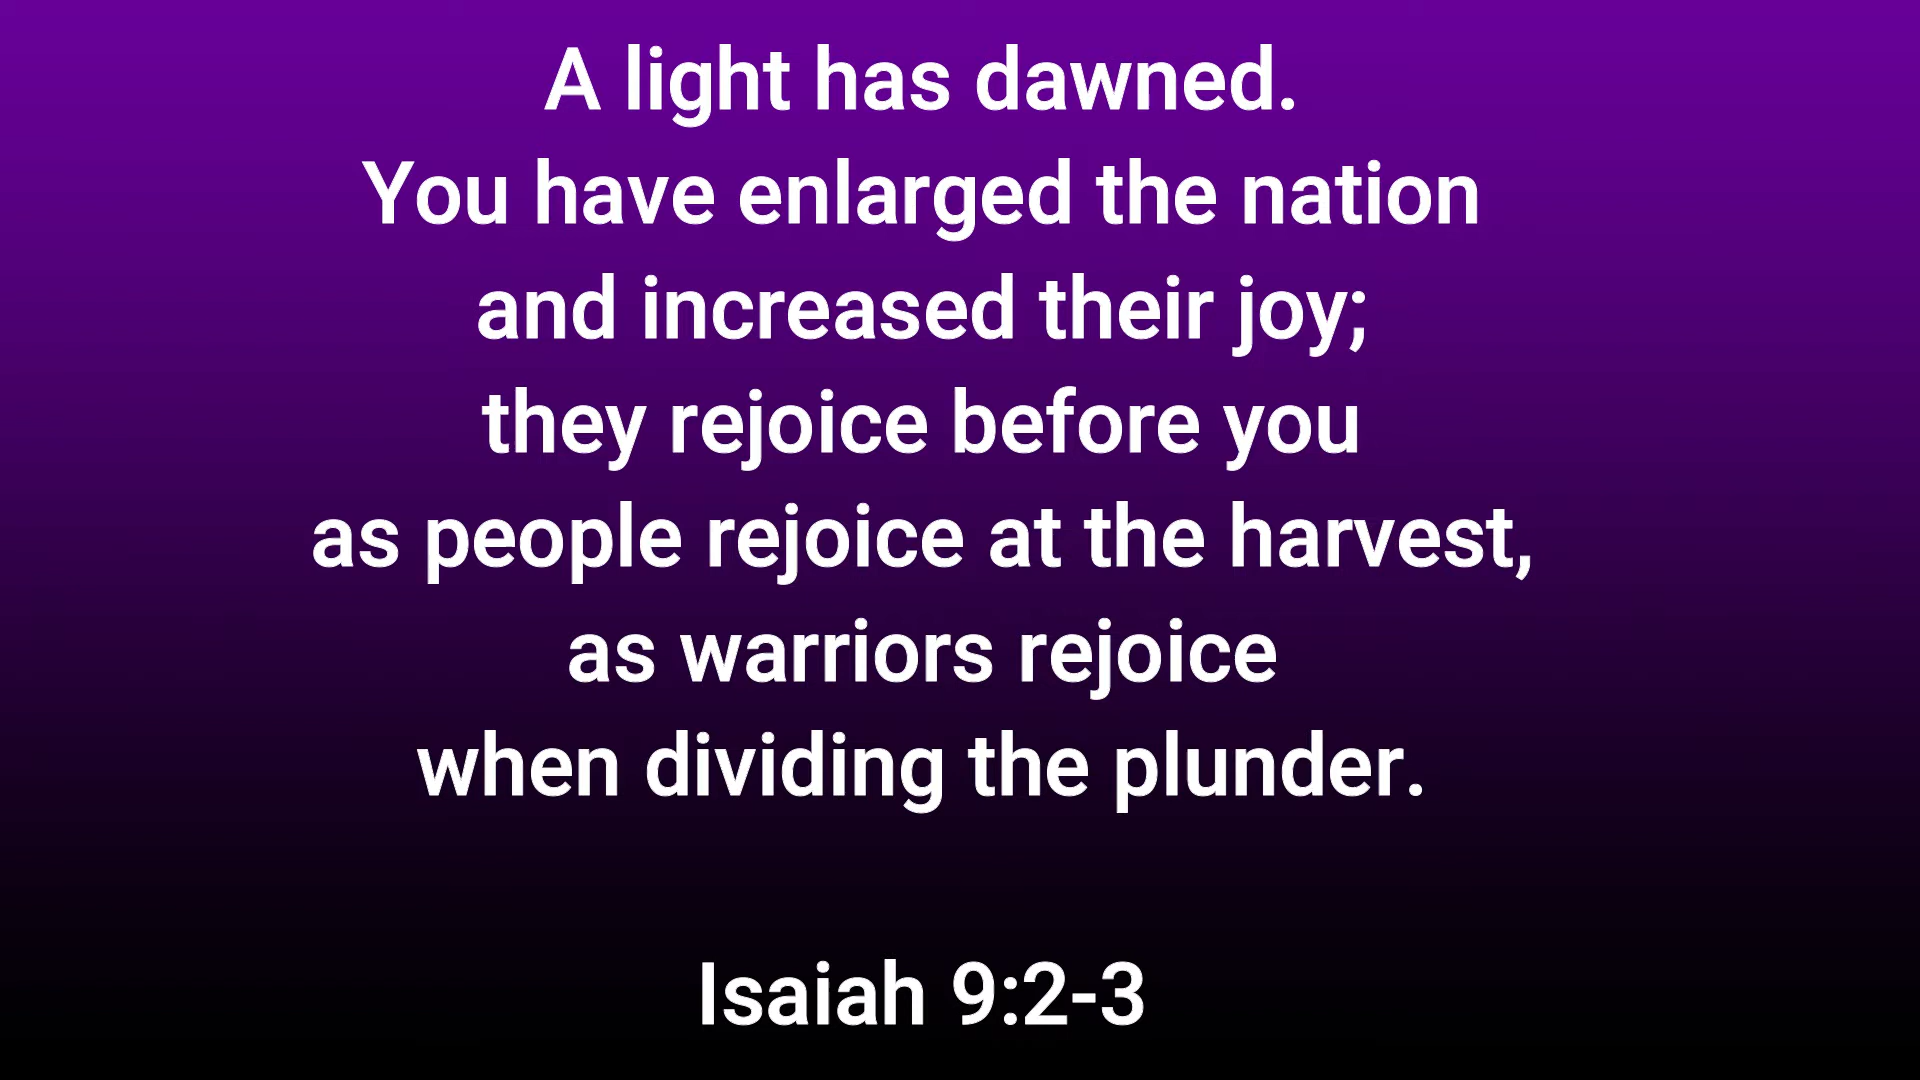 A light has dawned.
You have enlarged the nation
and increased their joy;
they rejoice before you
as people rejoice at the harvest,
as warriors rejoice
when dividing the plunder.
Isaiah 9:2-3